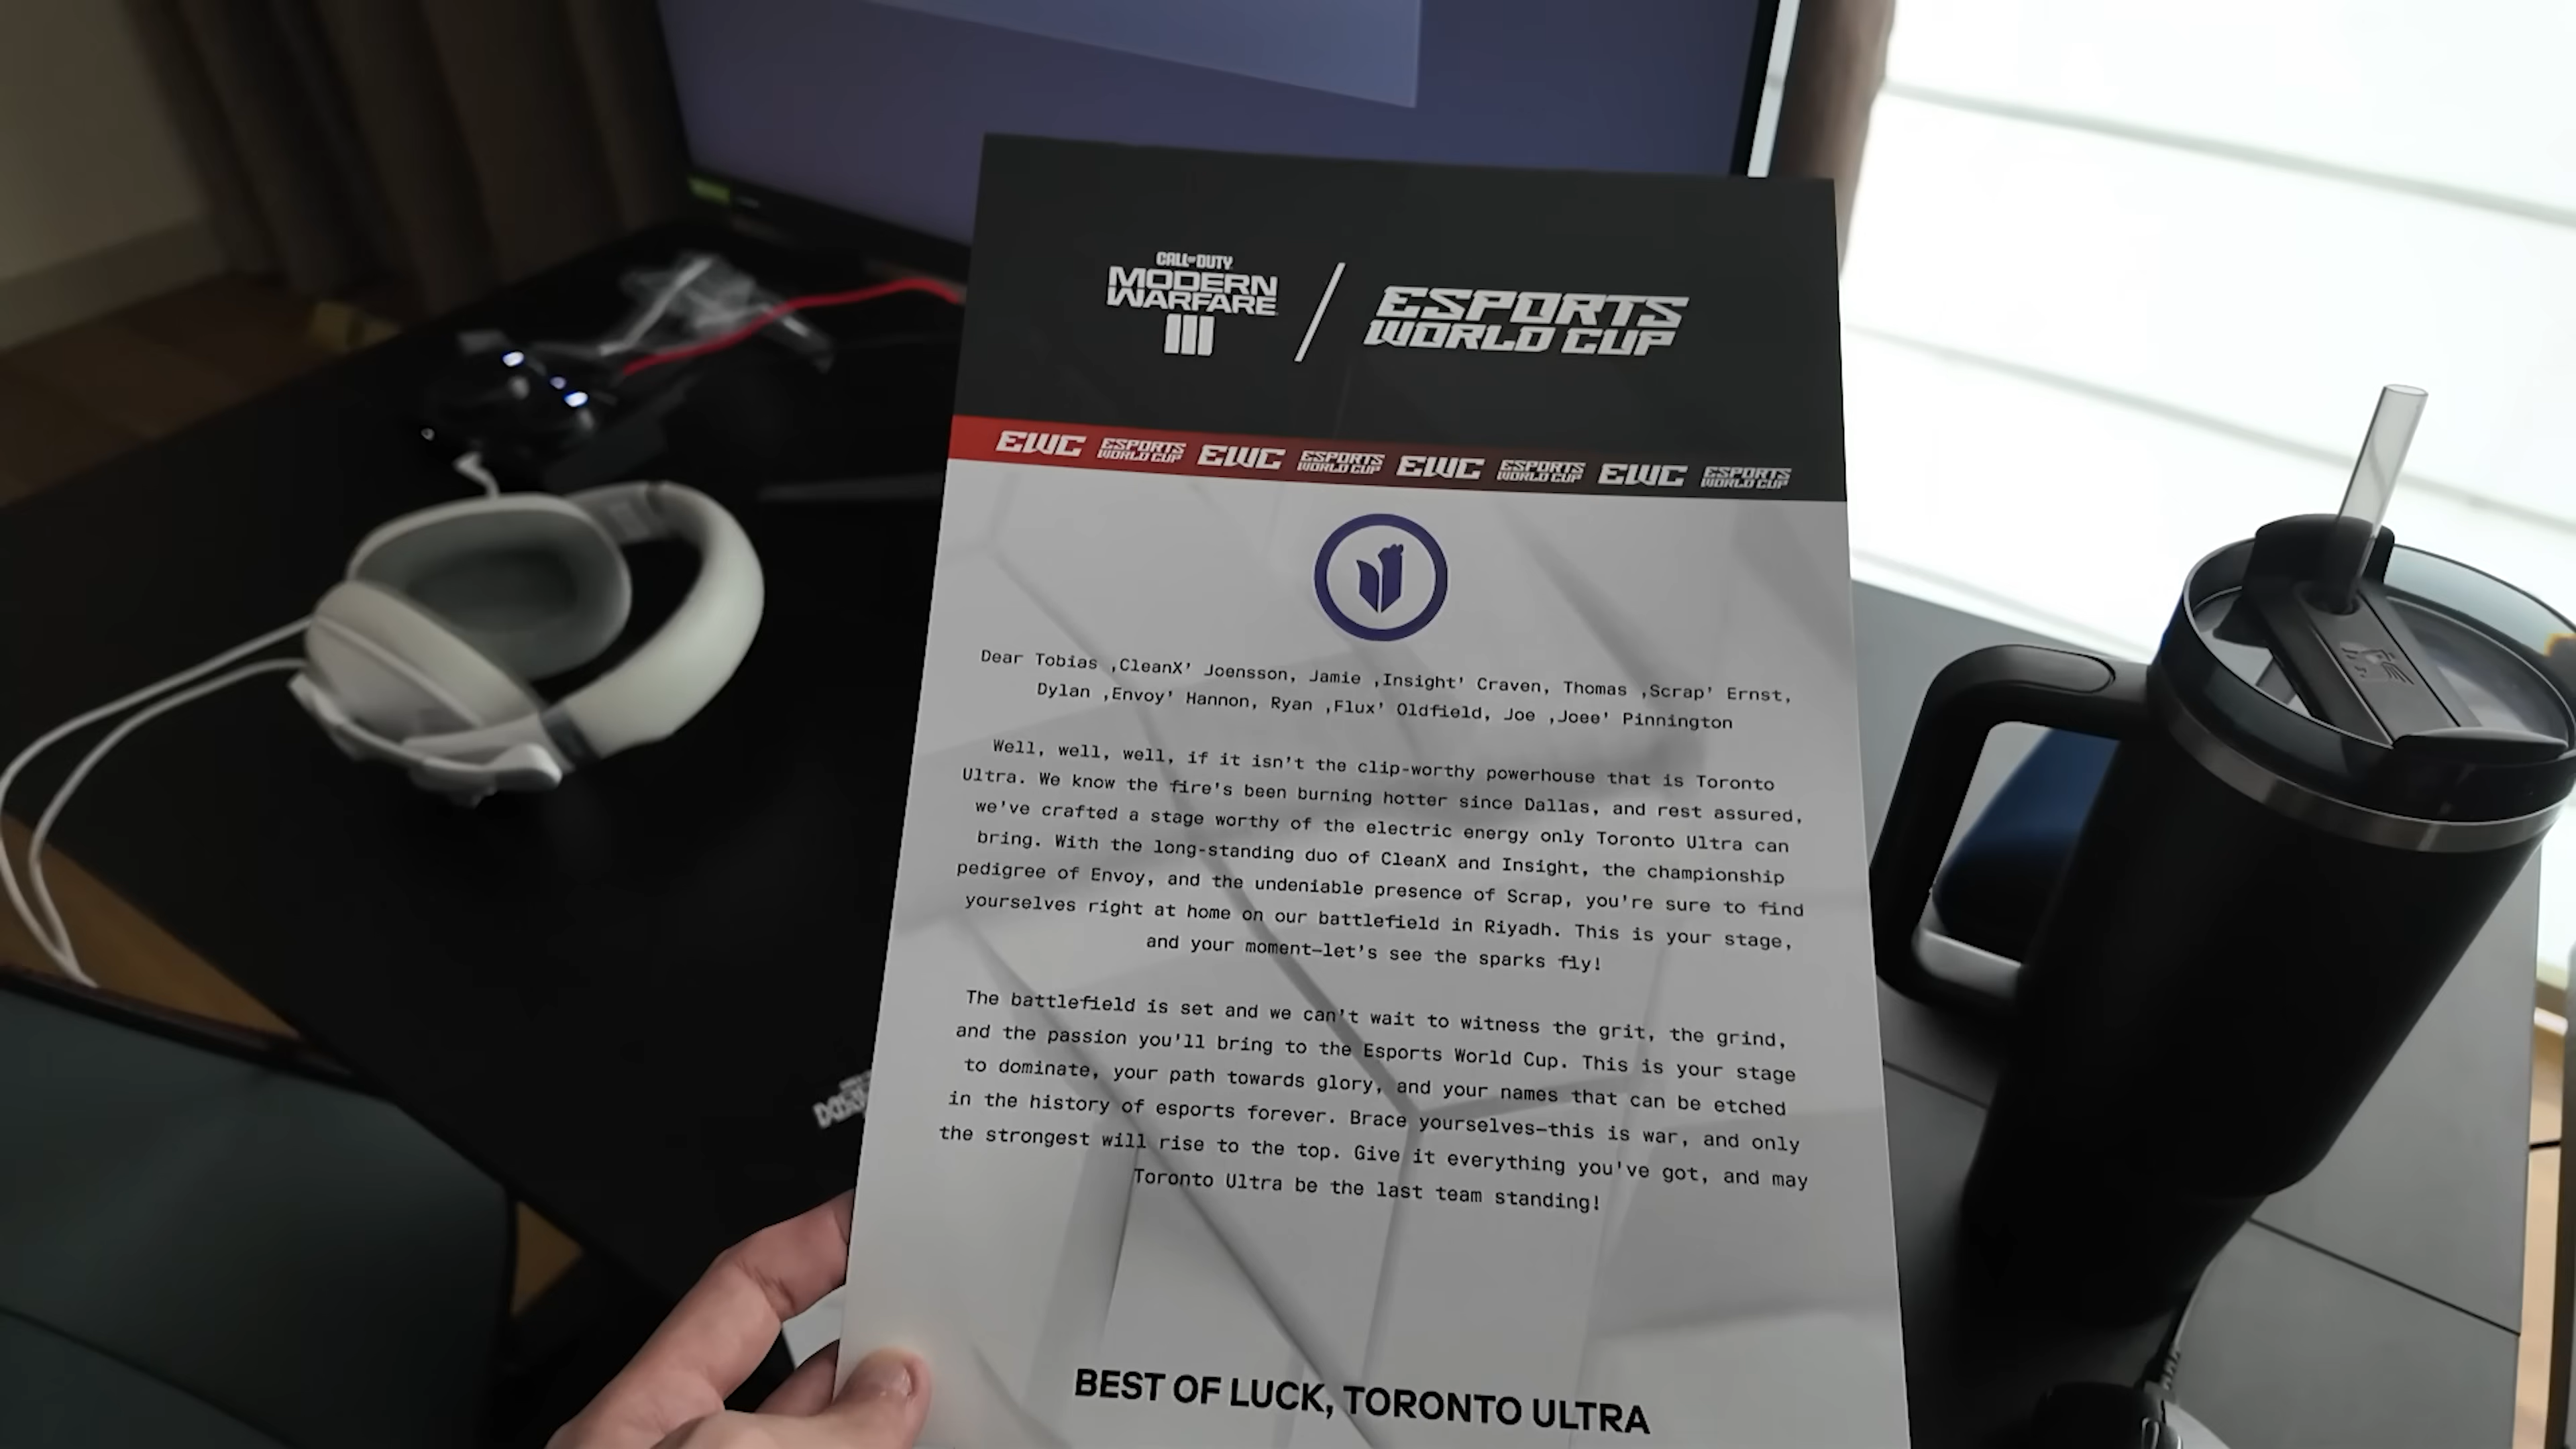 CALL OF DUTY
MODERN
WARFARE
III
ESPORTS
WORLD CUP
EWC ESPORTS WORLD CUP EWC ESPORTS WORLD CUP EWC ESPORTS WORLD CUP EWC ESPORTS WORLD CUP
Dear Tobias ,CleanX' Joensson, Jamie ,Insight' Craven, Thomas ,Scrap' Ernst,
Dylan ,Envoy' Hannon, Ryan ,Flux' Oldfield, Joe ,Joee' Pinnington
Well, well, well, if it isn't the clip-worthy powerhouse that is Toronto
Ultra. We know the fire's been burning hotter since Dallas, and rest assured,
we've crafted a stage worthy of the electric energy only Toronto Ultra can
bring. With the long-standing duo of CleanX and Insight, the championship
pedigree of Envoy, and the undeniable presence of Scrap, you're sure to find
yourselves right at home on our battlefield in Riyadh. This is your stage,
and your moment—let's see the sparks fly!
The battlefield is set and we can't wait to witness the grit, the grind,
and the passion you'll bring to the Esports World Cup. This is your stage
to dominate, your path towards glory, and your names that can be etched
in the history of esports forever. Brace yourselves—this is war, and only
the strongest will rise to the top. Give it everything you've got, and may
Toronto Ultra be the last team standing!
BEST OF LUCK, TORONTO ULTRA